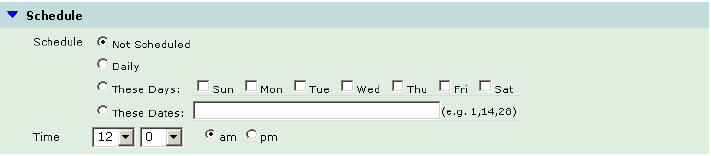 Schedule
Schedule Not Scheduled
Daily
These Days: Sun Mon Tue Wed Thu Fri Sat
These Dates: (e.g. 1,14,28)
Time 12 0 am pm